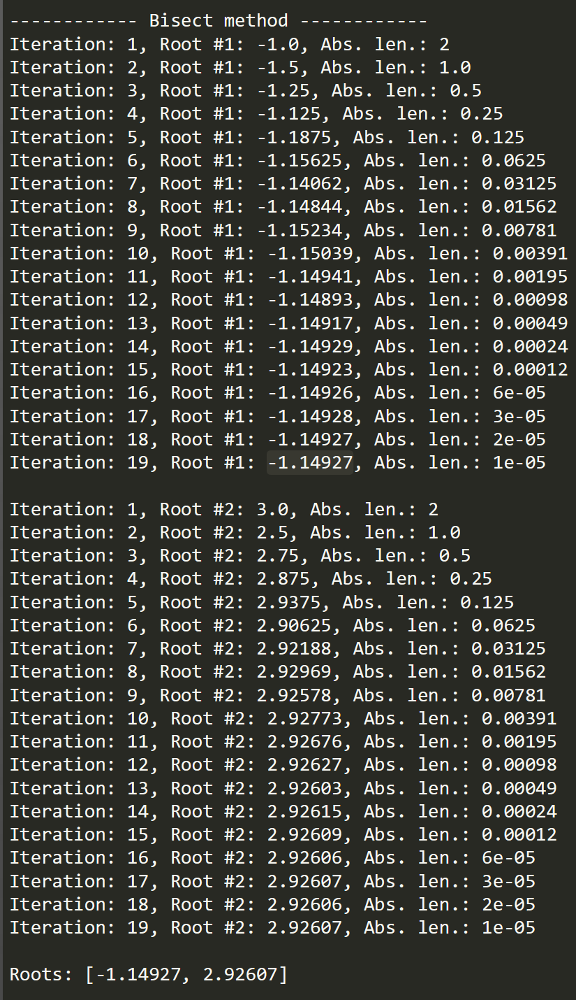 ------------ Bisect method ------------
Iteration: 1, Root #1: -1.0, Abs. len.: 2
Iteration: 2, Root #1: -1.5, Abs. len.: 1.0
Iteration: 3, Root #1: -1.25, Abs. len.: 0.5
Iteration: 4, Root #1: -1.125, Abs. len.: 0.25
Iteration: 5, Root #1: -1.1875, Abs. len.: 0.125
Iteration: 6, Root #1: -1.15625, Abs. len.: 0.0625
Iteration: 7, Root #1: -1.14062, Abs. len.: 0.03125
Iteration: 8, Root #1: -1.14844, Abs. len.: 0.01562
Iteration: 9, Root #1: -1.15234, Abs. len.: 0.00781
Iteration: 10, Root #1: -1.15039, Abs. len.: 0.00391
Iteration: 11, Root #1: -1.14941, Abs. len.: 0.00195
Iteration: 12, Root #1: -1.14893, Abs. len.: 0.00098
Iteration: 13, Root #1: -1.14917, Abs. len.: 0.00049
Iteration: 14, Root #1: -1.14929, Abs. len.: 0.00024
Iteration: 15, Root #1: -1.14923, Abs. len.: 0.00012
Iteration: 16, Root #1: -1.14926, Abs. len.: 6e-05
Iteration: 17, Root #1: -1.14928, Abs. len.: 3e-05
Iteration: 18, Root #1: -1.14927, Abs. len.: 2e-05
Iteration: 19, Root #1: -1.14927, Abs. len.: 1e-05

Iteration: 1, Root #2: 3.0, Abs. len.: 2
Iteration: 2, Root #2: 2.5, Abs. len.: 1.0
Iteration: 3, Root #2: 2.75, Abs. len.: 0.5
Iteration: 4, Root #2: 2.875, Abs. len.: 0.25
Iteration: 5, Root #2: 2.9375, Abs. len.: 0.125
Iteration: 6, Root #2: 2.90625, Abs. len.: 0.0625
Iteration: 7, Root #2: 2.92188, Abs. len.: 0.03125
Iteration: 8, Root #2: 2.92969, Abs. len.: 0.01562
Iteration: 9, Root #2: 2.92578, Abs. len.: 0.00781
Iteration: 10, Root #2: 2.92773, Abs. len.: 0.00391
Iteration: 11, Root #2: 2.92676, Abs. len.: 0.00195
Iteration: 12, Root #2: 2.92627, Abs. len.: 0.00098
Iteration: 13, Root #2: 2.92603, Abs. len.: 0.00049
Iteration: 14, Root #2: 2.92615, Abs. len.: 0.00024
Iteration: 15, Root #2: 2.92609, Abs. len.: 0.00012
Iteration: 16, Root #2: 2.92606, Abs. len.: 6e-05
Iteration: 17, Root #2: 2.92607, Abs. len.: 3e-05
Iteration: 18, Root #2: 2.92606, Abs. len.: 2e-05
Iteration: 19, Root #2: 2.92607, Abs. len.: 1e-05

Roots: [-1.14927, 2.92607]